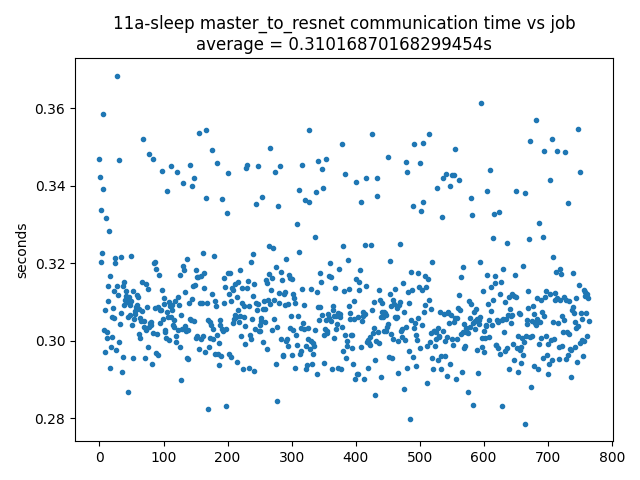 11a-sleep master_to_resnet communication time vs job
average = 0.31016870168299454s
seconds
0.36
0.34
0.32
0.30
0.28
0 100 200 300 400 500 600 700 800